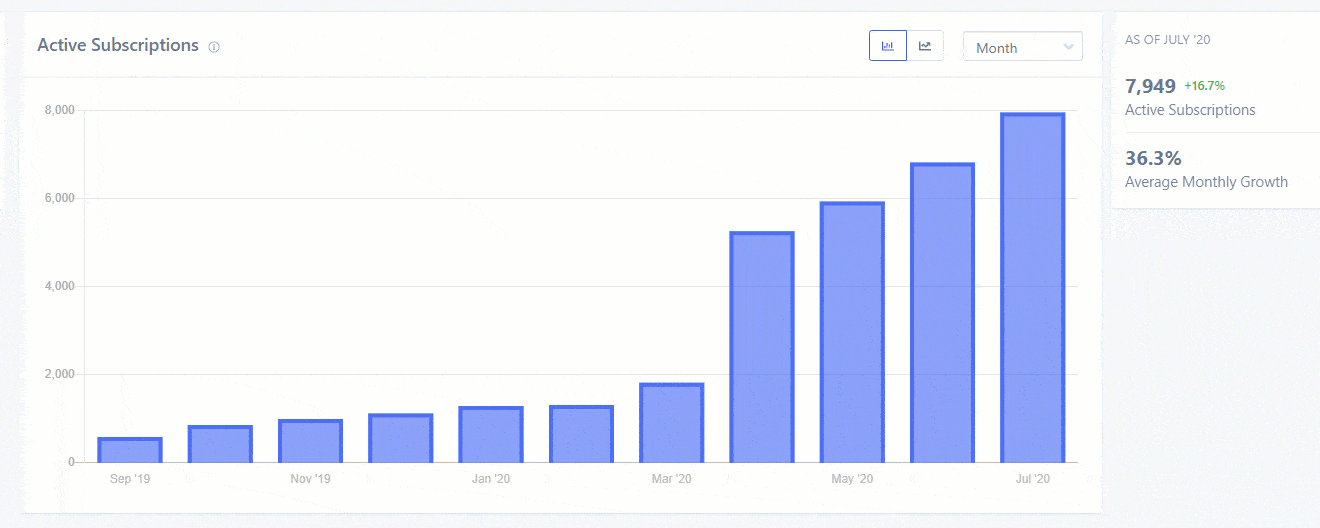 Active Subscriptions
Month
8,000
6,000
4,000
2,000
0
Sep '19 Nov '19 Jan '20 Mar '20 May '20 Jul '20
AS OF JULY '20
7,949 +16.7%
Active Subscriptions
36.3%
Average Monthly Growth